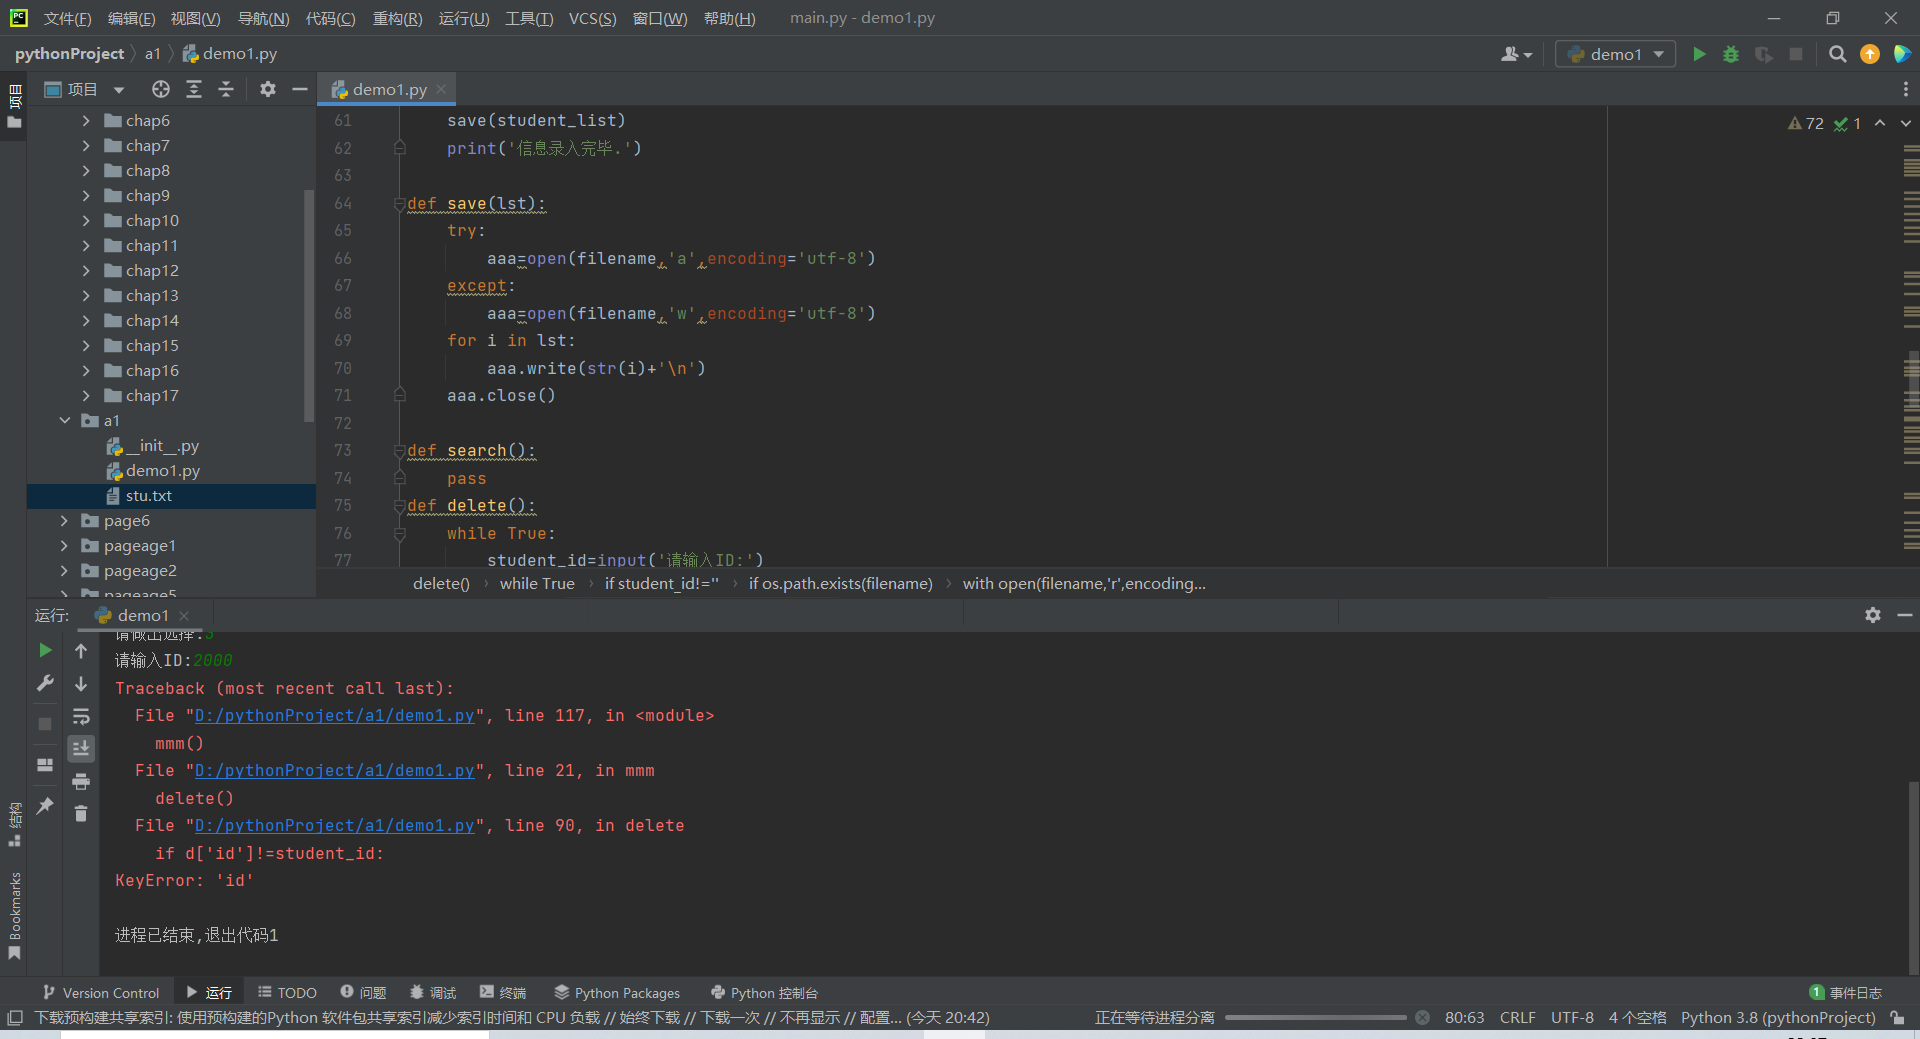 PC 文件(F) 编辑(E) 视图(V) 导航(N) 代码(C) 重构(R) 运行(U) 工具(T) VCS(S) 窗口(W) 帮助(H) main.py - demo1.py
pythonProject a1 demo1.py demo1
项目 项目 demo1.py
72 1
chap6
chap7
chap8
chap9
chap10
chap11
chap12
chap13
chap14
chap15
chap16
chap17
a1
__init__.py
demo1.py
stu.txt
page6
pageage1
pageage2
pageage5
61 save(student_list)
62 print('信息录入完毕.')
63
64 def save(lst):
65 try:
66 aaa=open(filename,'a',encoding='utf-8')
67 except:
68 aaa=open(filename,'w',encoding='utf-8')
69 for i in lst:
70 aaa.write(str(i)+'\n')
71 aaa.close()
72
73 def search():
74 pass
75 def delete():
76 while True:
77 student_id=input('请输入ID:')
delete() while True if student_id!='' if os.path.exists(filename) with open(filename,'r',encoding...
运行: demo1
请做出选择:3
请输入ID:2000
Traceback (most recent call last):
File "D:/pythonProject/a1/demo1.py", line 117, in <module>
mmm()
File "D:/pythonProject/a1/demo1.py", line 21, in mmm
delete()
File "D:/pythonProject/a1/demo1.py", line 90, in delete
if d['id']!=student_id:
KeyError: 'id'
进程已结束,退出代码1
结构
Bookmarks
Version Control 运行 TODO 问题 调试 终端 Python Packages Python 控制台 1 事件日志
下载预构建共享索引: 使用预构建的Python 软件包共享索引减少索引时间和 CPU 负载 // 始终下载 // 下载一次 // 不再显示 // 配置... (今天 20:42) 正在等待进程分离 80:63 CRLF UTF-8 4 个空格 Python 3.8 (pythonProject)